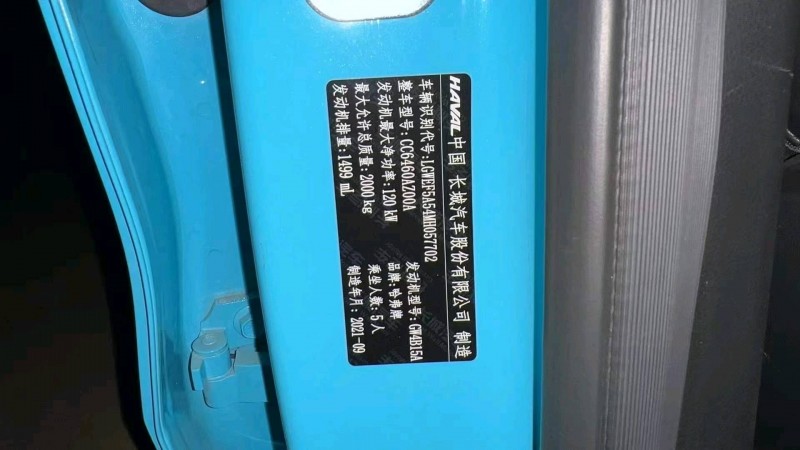 HAVAL 中国 长城汽车股份有限公司 制造
车辆识别代号:LGWEF5A54MH057702
整车型号:CC6460AZ00A 发动机型号:GW4B15A
发动机最大净功率:120 kW 品牌:哈弗牌
最大允许总质量:2000 kg 乘坐人数:5人
发动机排量:1499 mL 制造年月:2021-09